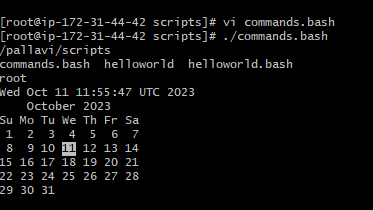 [root@ip-172-31-44-42 scripts]# vi commands.bash
[root@ip-172-31-44-42 scripts]# ./commands.bash
/pallavi/scripts
commands.bash  helloworld  helloworld.bash
root
Wed Oct 11 11:55:47 UTC 2023
    October 2023
Su Mo Tu We Th Fr Sa
 1  2  3  4  5  6  7
 8  9 10 11 12 13 14
15 16 17 18 19 20 21
22 23 24 25 26 27 28
29 30 31